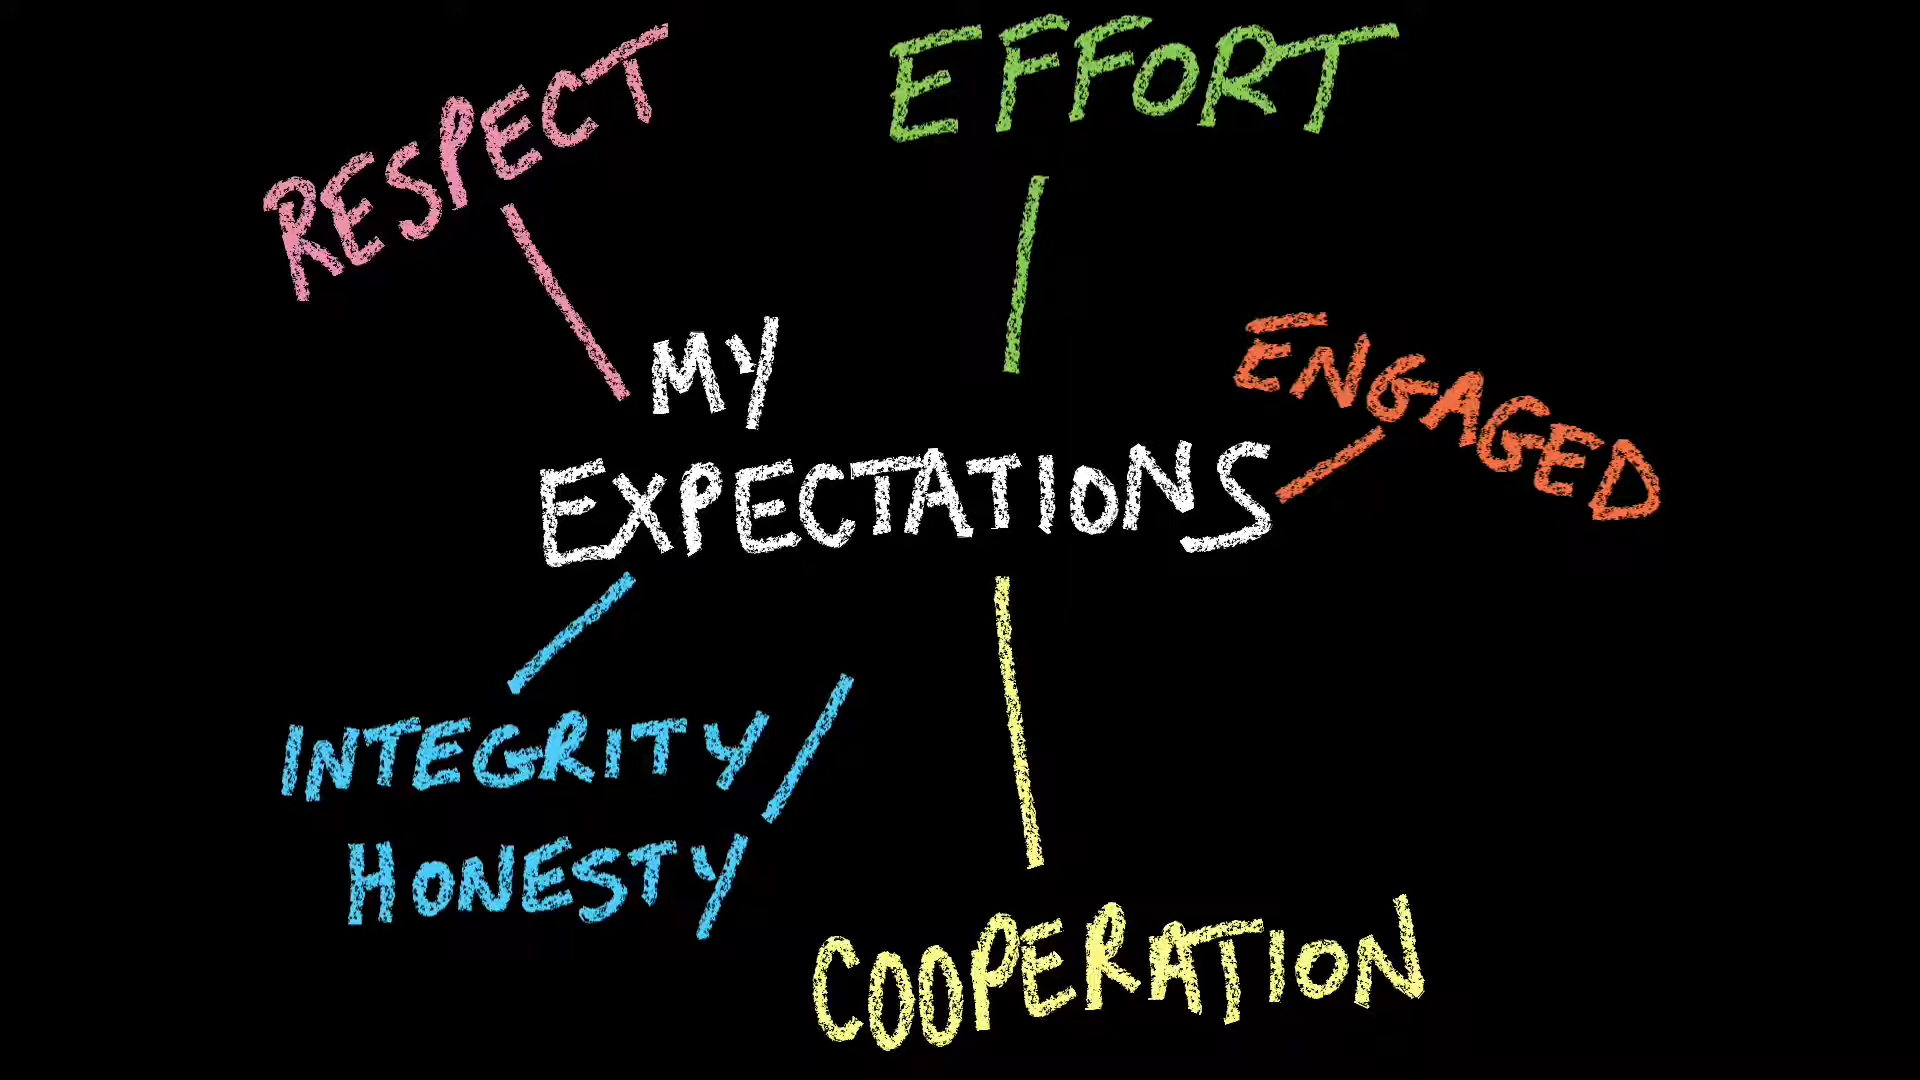 RESPECT
EFFORT
MY
EXPECTATIONS
ENGAGED
INTEGRITY/
HONESTY
COOPERATION